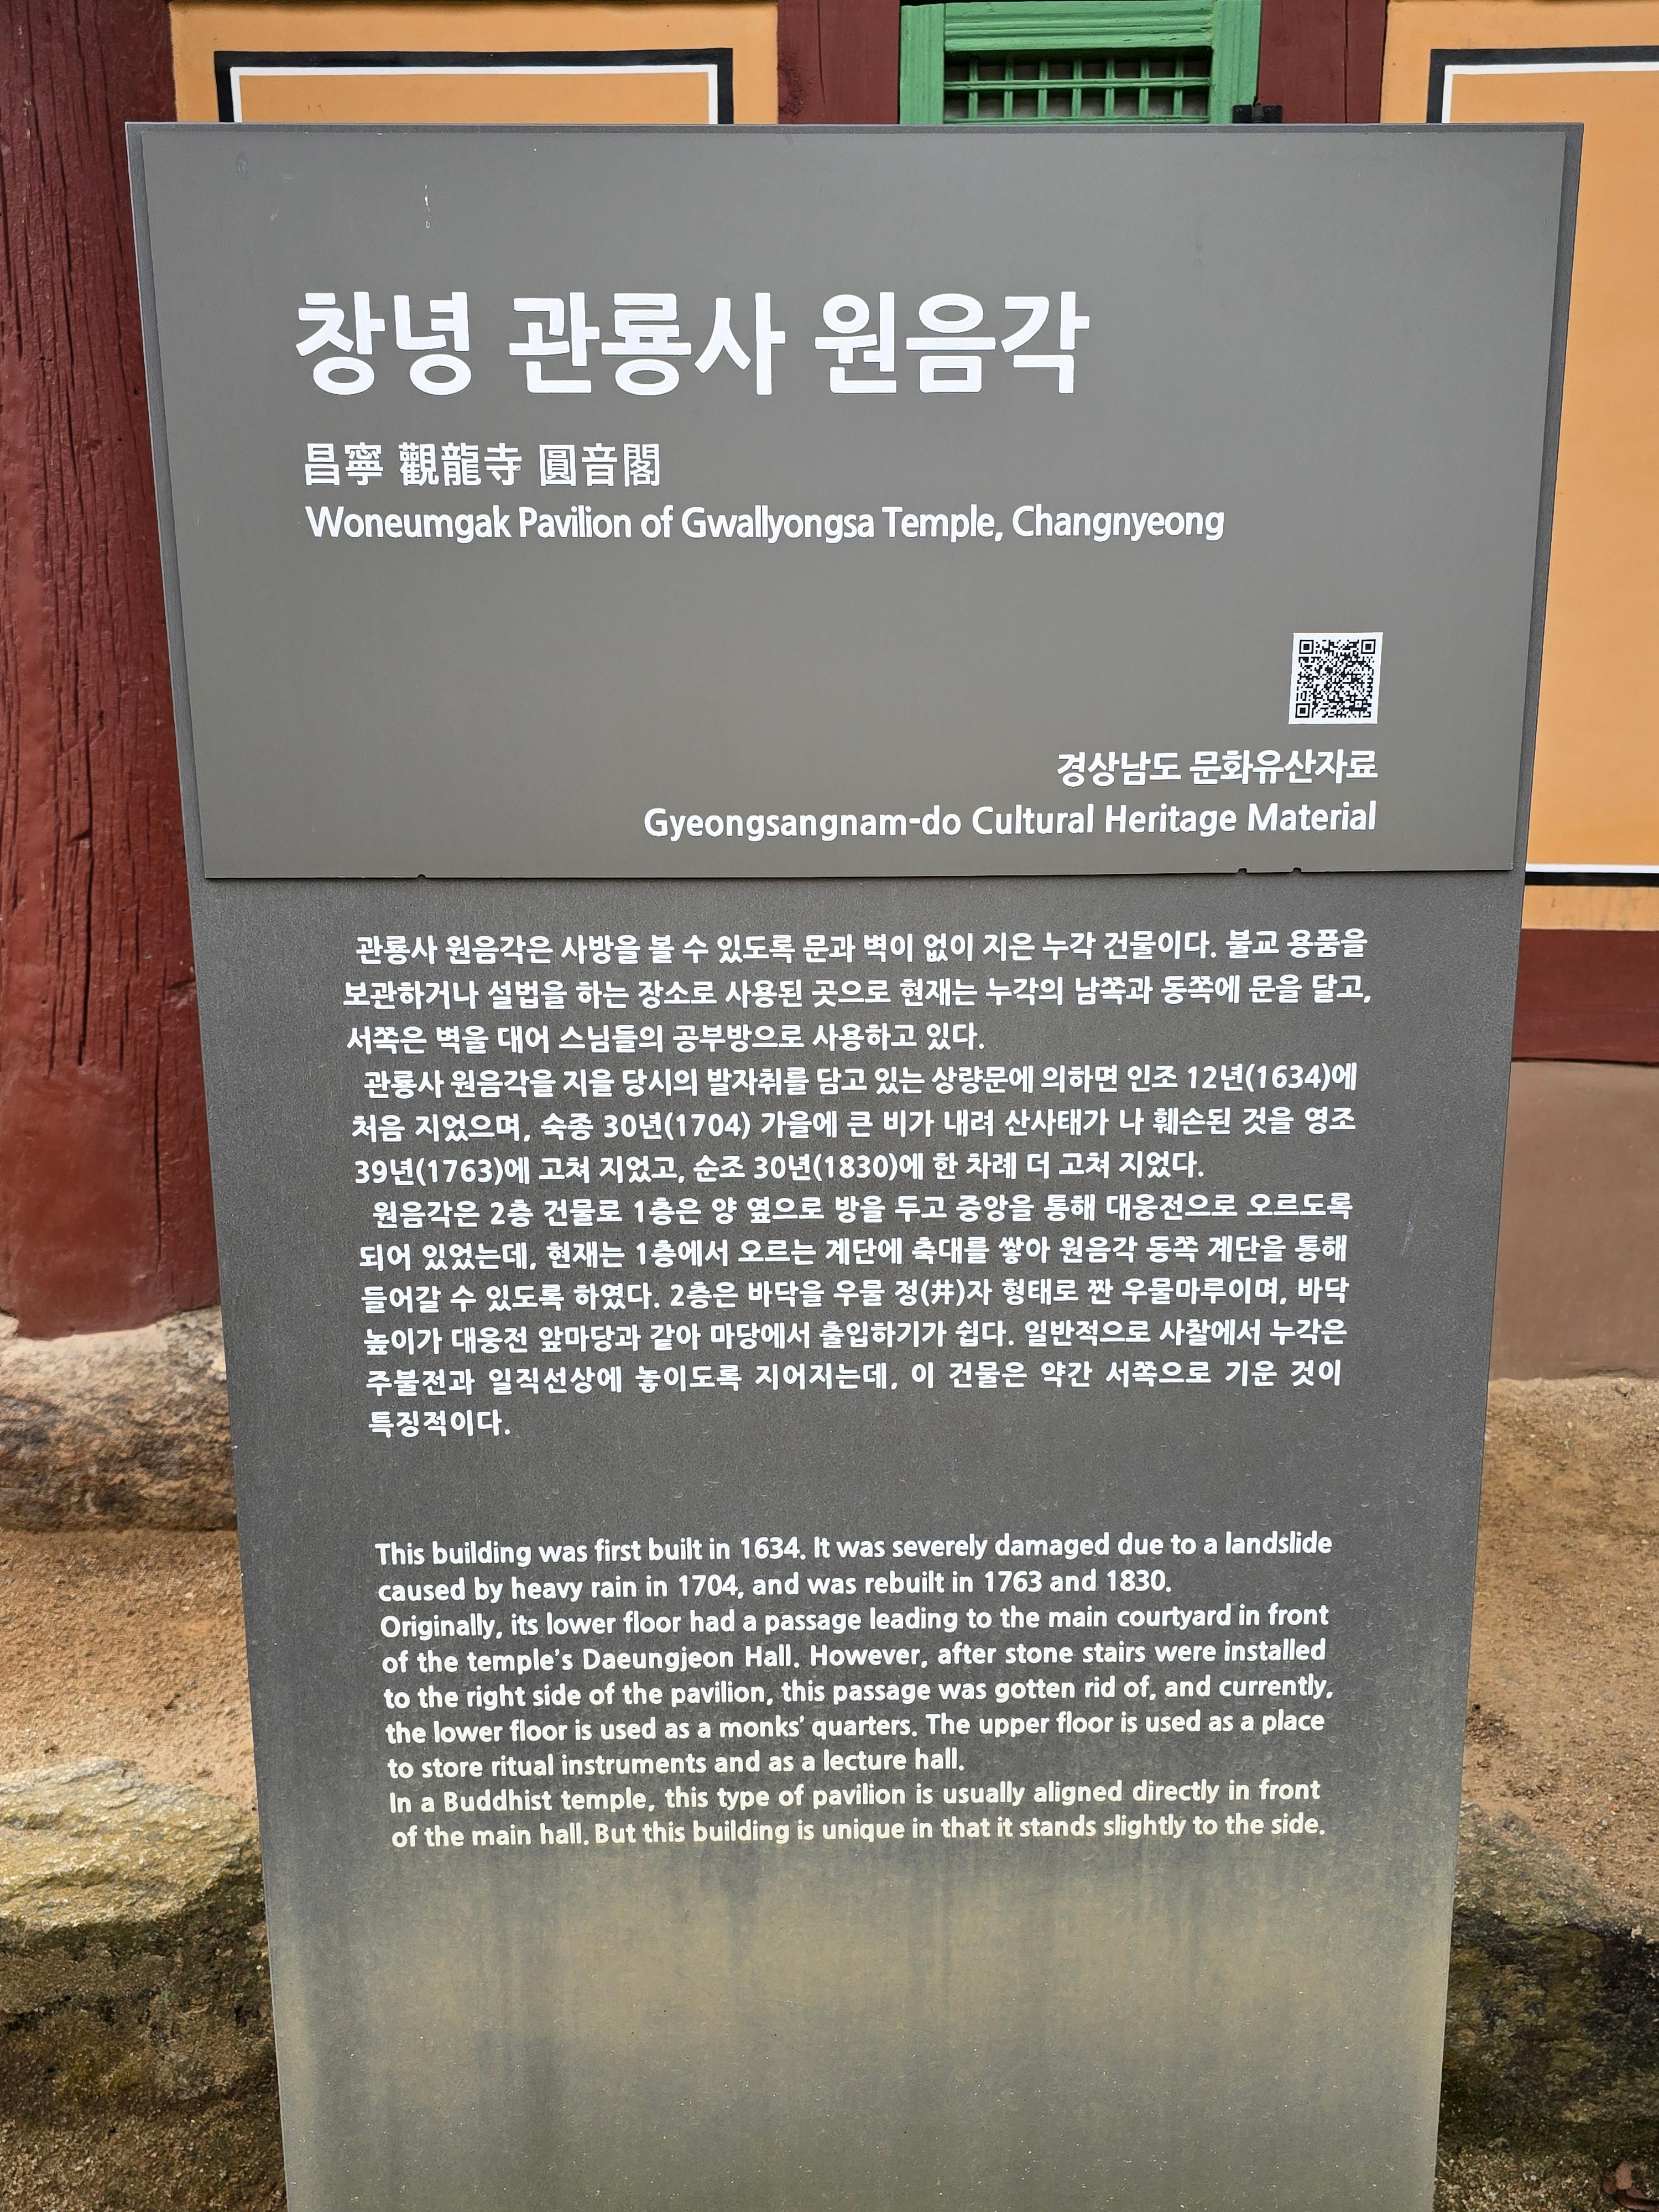 창녕 관룡사 원음각
昌寧 觀龍寺 圓音閣
Woneumgak Pavilion of Gwallyongsa Temple, Changnyeong
경상남도 문화유산자료
Gyeongsangnam-do Cultural Heritage Material
관룡사 원음각은 사방을 볼 수 있도록 문과 벽이 없이 지은 누각 건물이다. 불교 용품을
보관하거나 설법을 하는 장소로 사용된 곳으로 현재는 누각의 남쪽과 동쪽에 문을 달고,
서쪽은 벽을 대어 스님들의 공부방으로 사용하고 있다.
관룡사 원음각을 지을 당시의 발자취를 담고 있는 상량문에 의하면 인조 12년(1634)에
처음 지었으며, 숙종 30년(1704) 가을에 큰 비가 내려 산사태가 나 훼손된 것을 영조
39년(1763)에 고쳐 지었고, 순조 30년(1830)에 한 차례 더 고쳐 지었다.
원음각은 2층 건물로 1층은 양 옆으로 방을 두고 중앙을 통해 대웅전으로 오르도록
되어 있었는데, 현재는 1층에서 오르는 계단에 축대를 쌓아 원음각 동쪽 계단을 통해
들어갈 수 있도록 하였다. 2층은 바닥을 우물 정(井)자 형태로 짠 우물마루이며, 바닥
높이가 대웅전 앞마당과 같아 마당에서 출입하기가 쉽다. 일반적으로 사찰에서 누각은
주불전과 일직선상에 놓이도록 지어지는데, 이 건물은 약간 서쪽으로 기운 것이
특징적이다.
This building was first built in 1634. It was severely damaged due to a landslide
caused by heavy rain in 1704, and was rebuilt in 1763 and 1830.
Originally, its lower floor had a passage leading to the main courtyard in front
of the temple's Daeungjeon Hall. However, after stone stairs were installed
to the right side of the pavilion, this passage was gotten rid of, and currently,
the lower floor is used as a monks' quarters. The upper floor is used as a place
to store ritual instruments and as a lecture hall.
In a Buddhist temple, this type of pavilion is usually aligned directly in front
of the main hall. But this building is unique in that it stands slightly to the side.